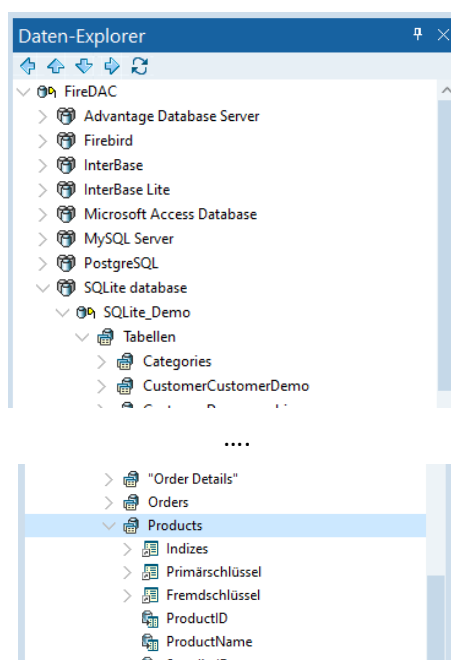 Daten-Explorer
FireDAC
Advantage Database Server
Firebird
InterBase
InterBase Lite
Microsoft Access Database
MySQL Server
PostgreSQL
SQLite database
SQLite_Demo
Tabellen
Categories
CustomerCustomerDemo
....
"Order Details"
Orders
Products
Indizes
Primärschlüssel
Fremdschlüssel
ProductID
ProductName